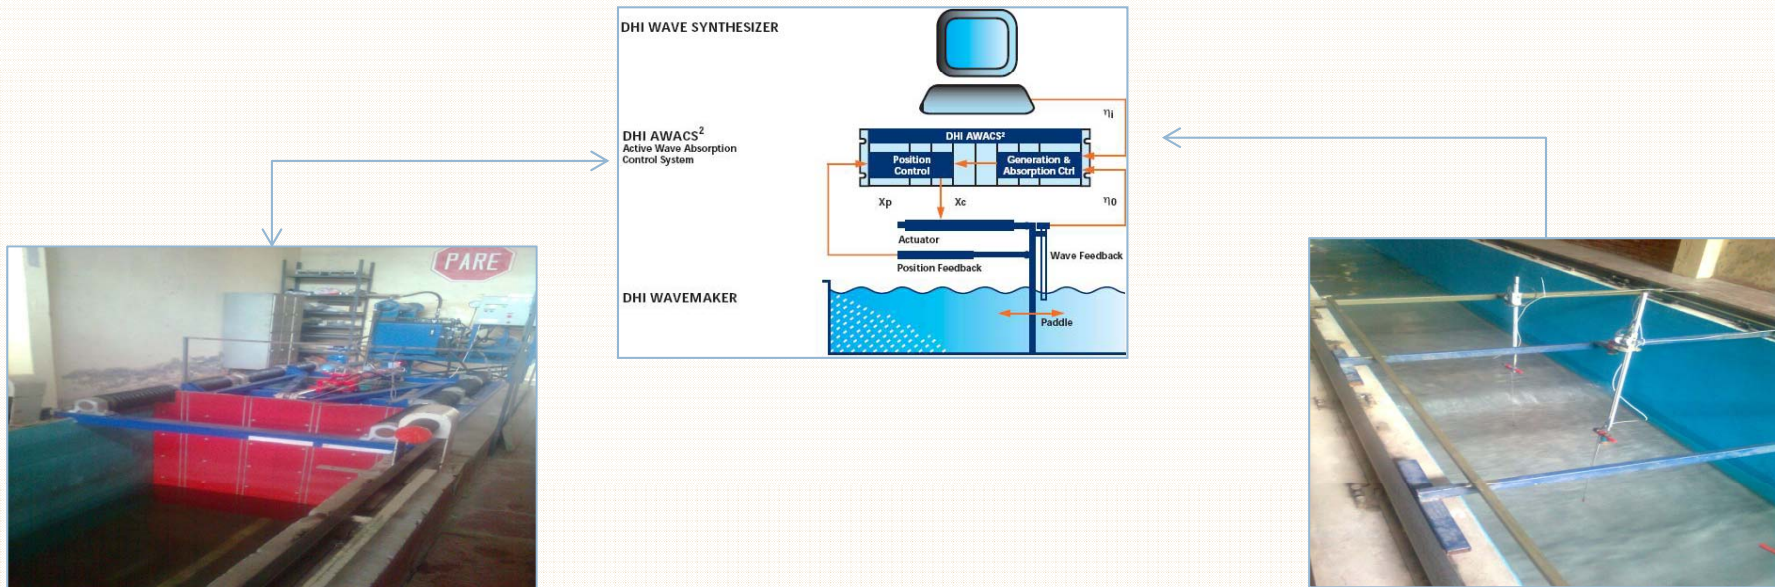 DHI WAVE SYNTHESIZER
ηi
DHI AWACS²
Active Wave Absorption
Control System
DHI AWACS²
Position
Control
Generation &
Absorption Ctrl
Xp
Xc
η0
Actuator
Wave Feedback
Position Feedback
DHI WAVEMAKER
Paddle
PARE